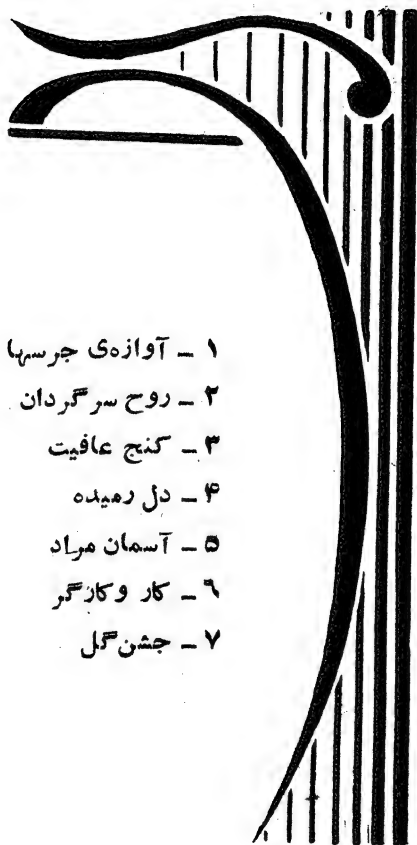 ۱ – آوازه‌ی جرسها
۲ – روح سرگردان
۳ – کنج عافیت
۴ – دل رمیده
۵ – آسمان مراد
۶ – کار و کارگر
۷ – جشن گل